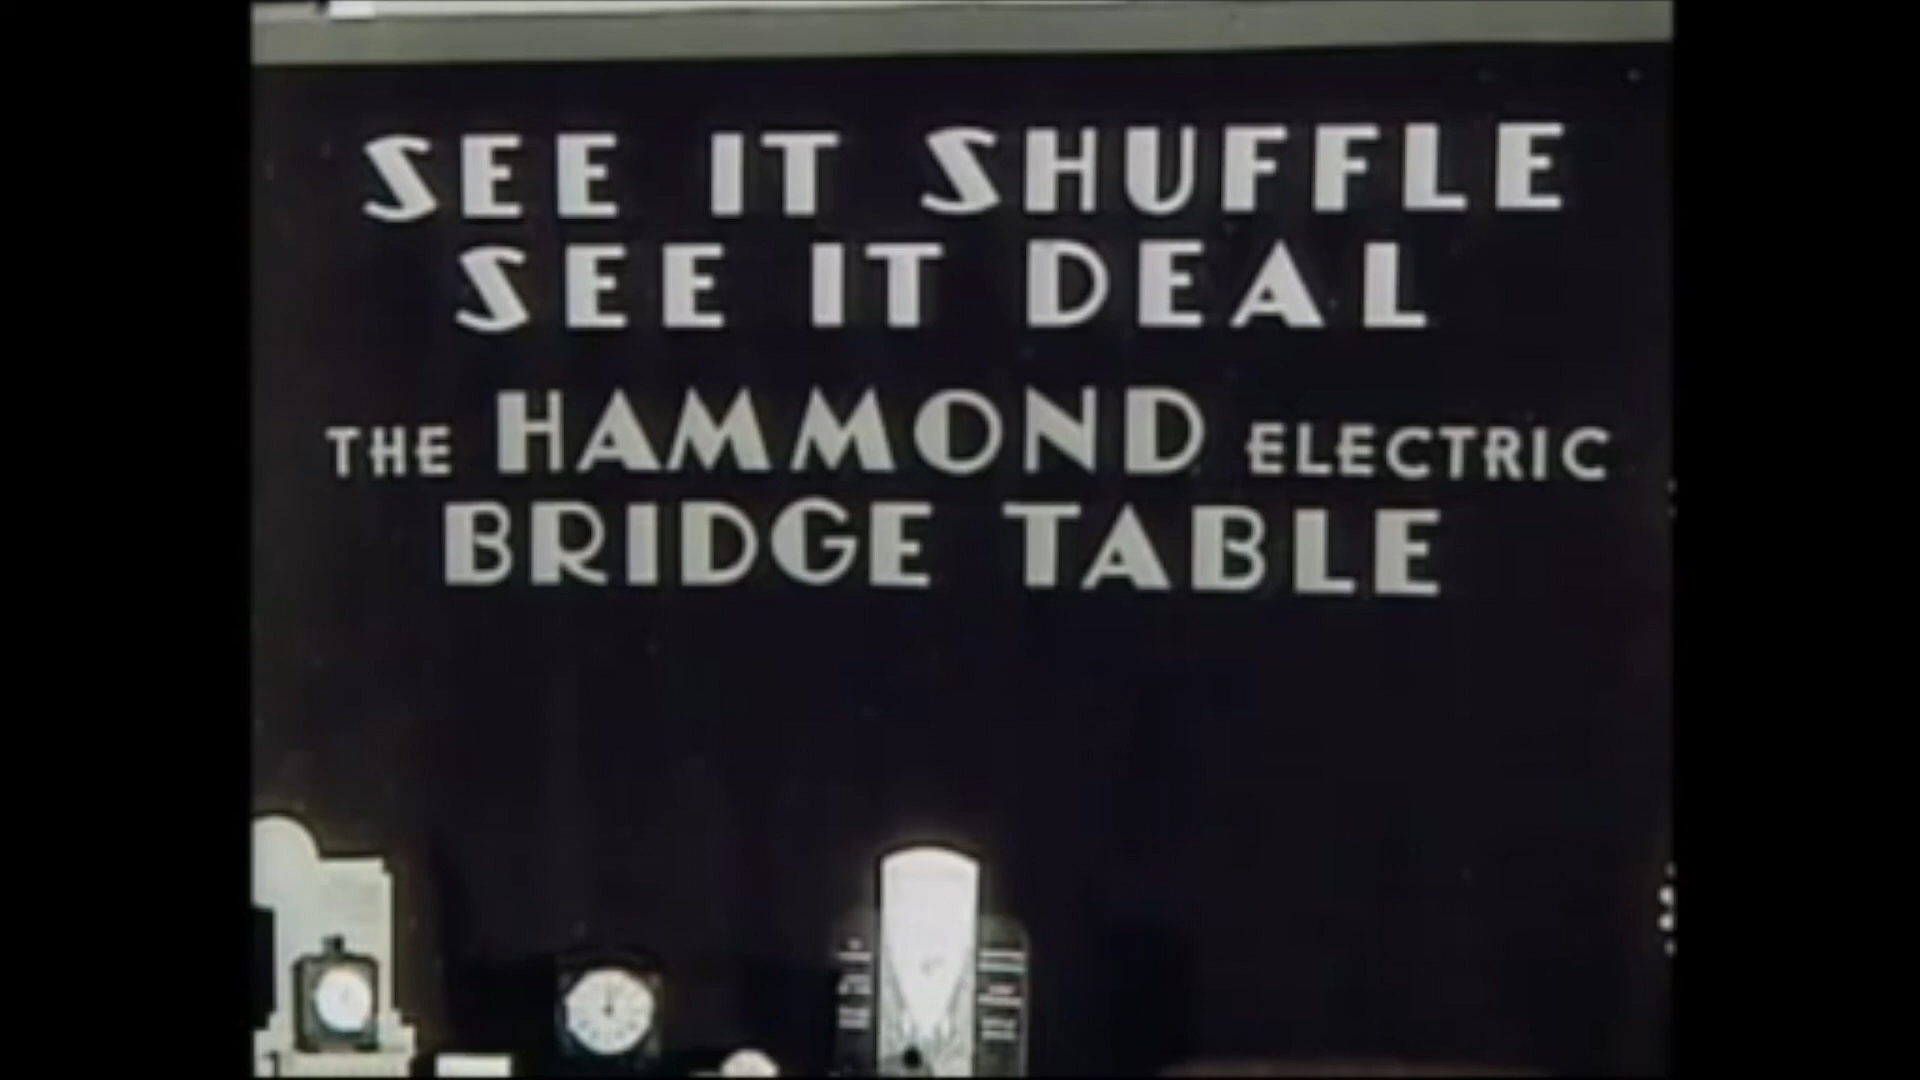 SEE IT SHUFFLE
SEE IT DEAL
THE HAMMOND ELECTRIC
BRIDGE TABLE